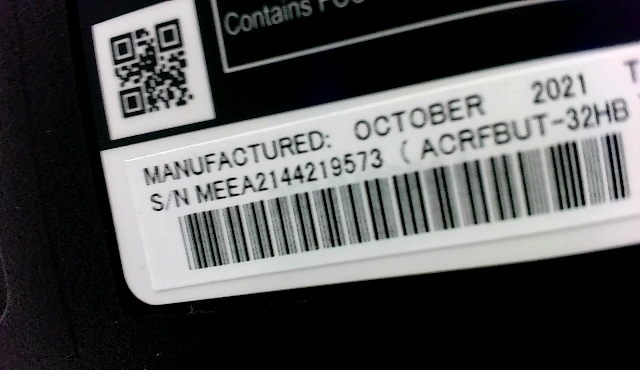 Contains
MANUFACTURED: OCTOBER 2021
S/N MEEA2144219573 ( ACRFBUT-32HB